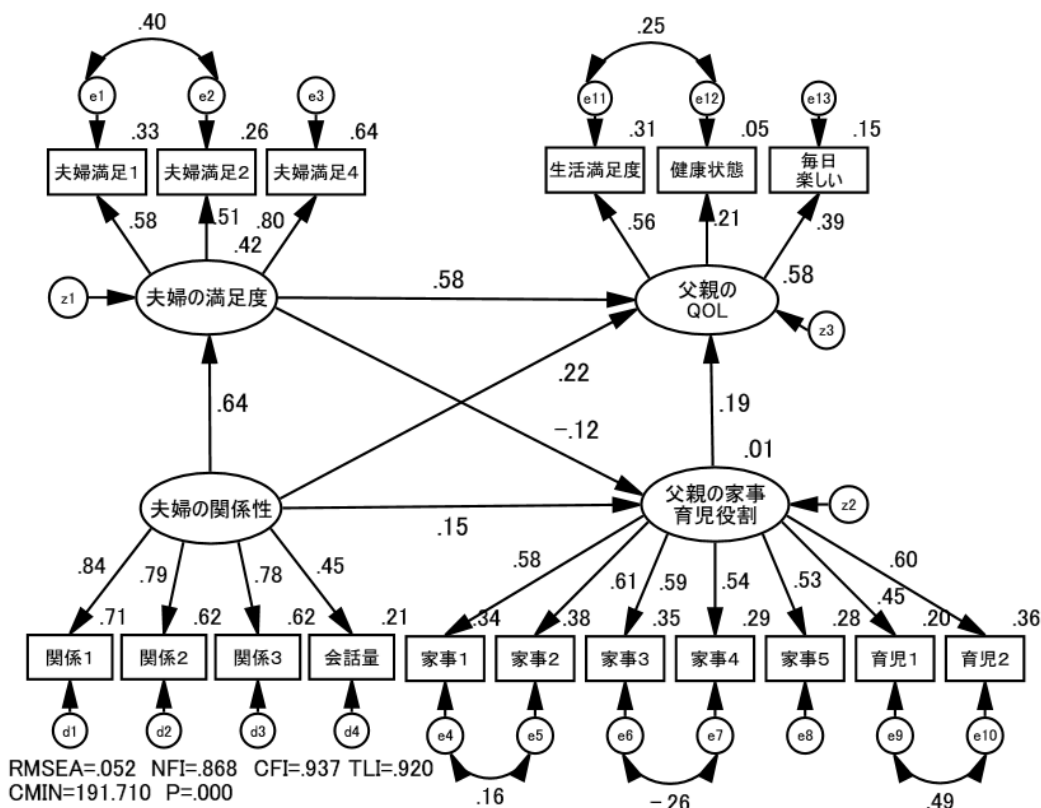 .40
.25
e1 e2 e3 e11 e12 e13
.33 .26 .64 .31 .05 .15
夫婦満足1 夫婦満足2 夫婦満足4 生活満足度 健康状態 毎日
楽しい
.58 .51 .80 .56 .21 .39
.42 .58
z1 夫婦の満足度 .58 父親の
QOL
z3
.22
.64 .19
−.12
.01
夫婦の関係性 父親の家事
育児役割
z2
.15
.84 .79 .78 .45 .58 .61 .59 .54 .53 .45 .60
.71 .62 .62 .21 .34 .38 .35 .29 .28 .20 .36
関係1 関係2 関係3 会話量 家事1 家事2 家事3 家事4 家事5 育児1 育児2
d1 d2 d3 d4 e4 e5 e6 e7 e8 e9 e10
RMSEA=.052 NFI=.868 CFI=.937 TLI=.920
CMIN=191.710 P=.000
.16 −.26 .49